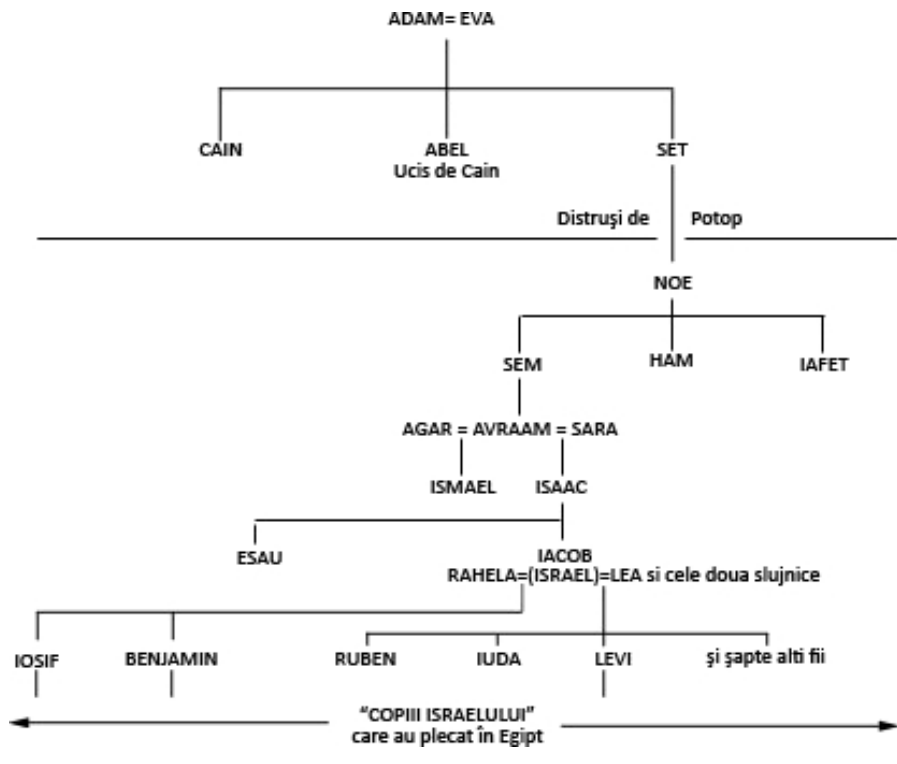 ADAM= EVA
CAIN ABEL SET
Ucis de Cain
Distruşi de Potop
NOE
SEM HAM IAFET
AGAR = AVRAAM = SARA
ISMAEL ISAAC
ESAU IACOB
RAHELA=(ISRAEL)=LEA si cele doua slujnice
IOSIF BENJAMIN RUBEN IUDA LEVI şi şapte alti fii
“COPIII ISRAELULUI”
care au plecat în Egipt